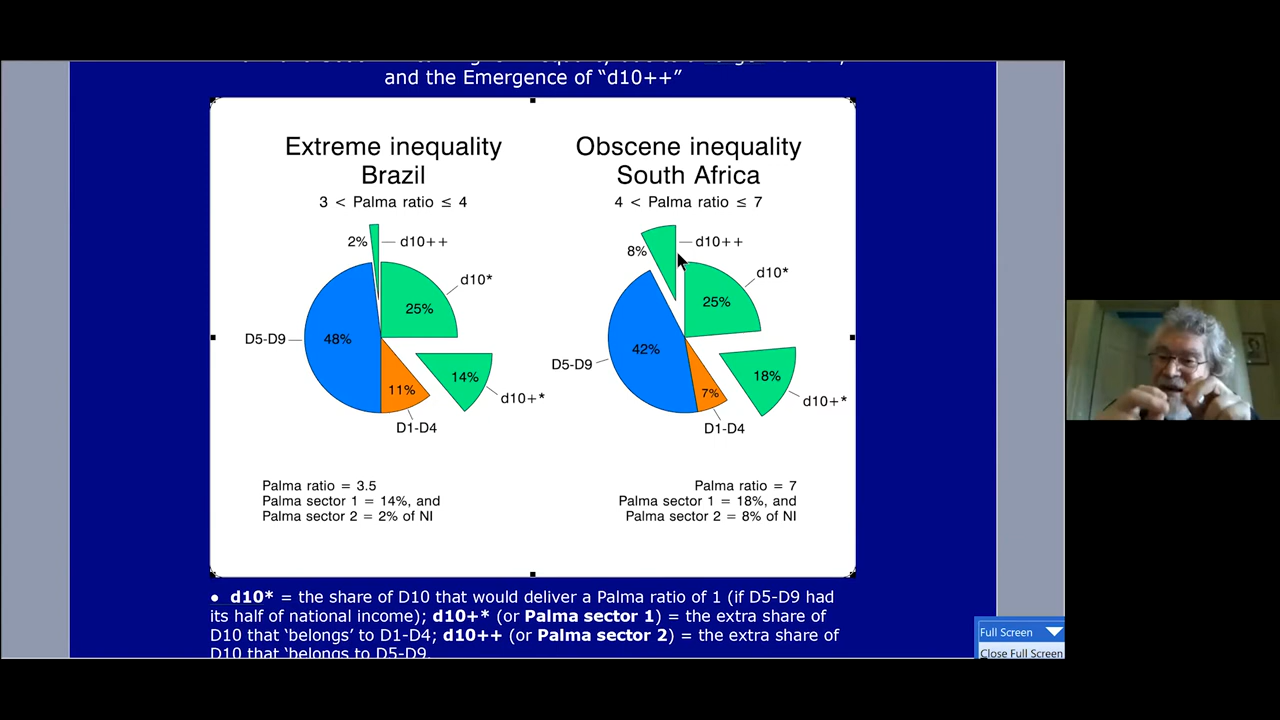 and the Emergence of “d10++”
Extreme inequality
Brazil
3 < Palma ratio ≤ 4
2%
d10++
d10*
25%
D5-D9
48%
14%
11%
d10+*
D1-D4
Palma ratio = 3.5
Palma sector 1 = 14%, and
Palma sector 2 = 2% of NI
Obscene inequality
South Africa
4 < Palma ratio ≤ 7
d10++
8%
d10*
25%
42%
D5-D9
18%
7%
d10+*
D1-D4
Palma ratio = 7
Palma sector 1 = 18%, and
Palma sector 2 = 8% of NI
● d10* = the share of D10 that would deliver a Palma ratio of 1 (if D5-D9 had
its half of national income); d10+* (or Palma sector 1) = the extra share of
D10 that ‘belongs’ to D1-D4; d10++ (or Palma sector 2) = the extra share of
D10 that ‘belongs to D5-D9.
Full Screen
Close Full Screen